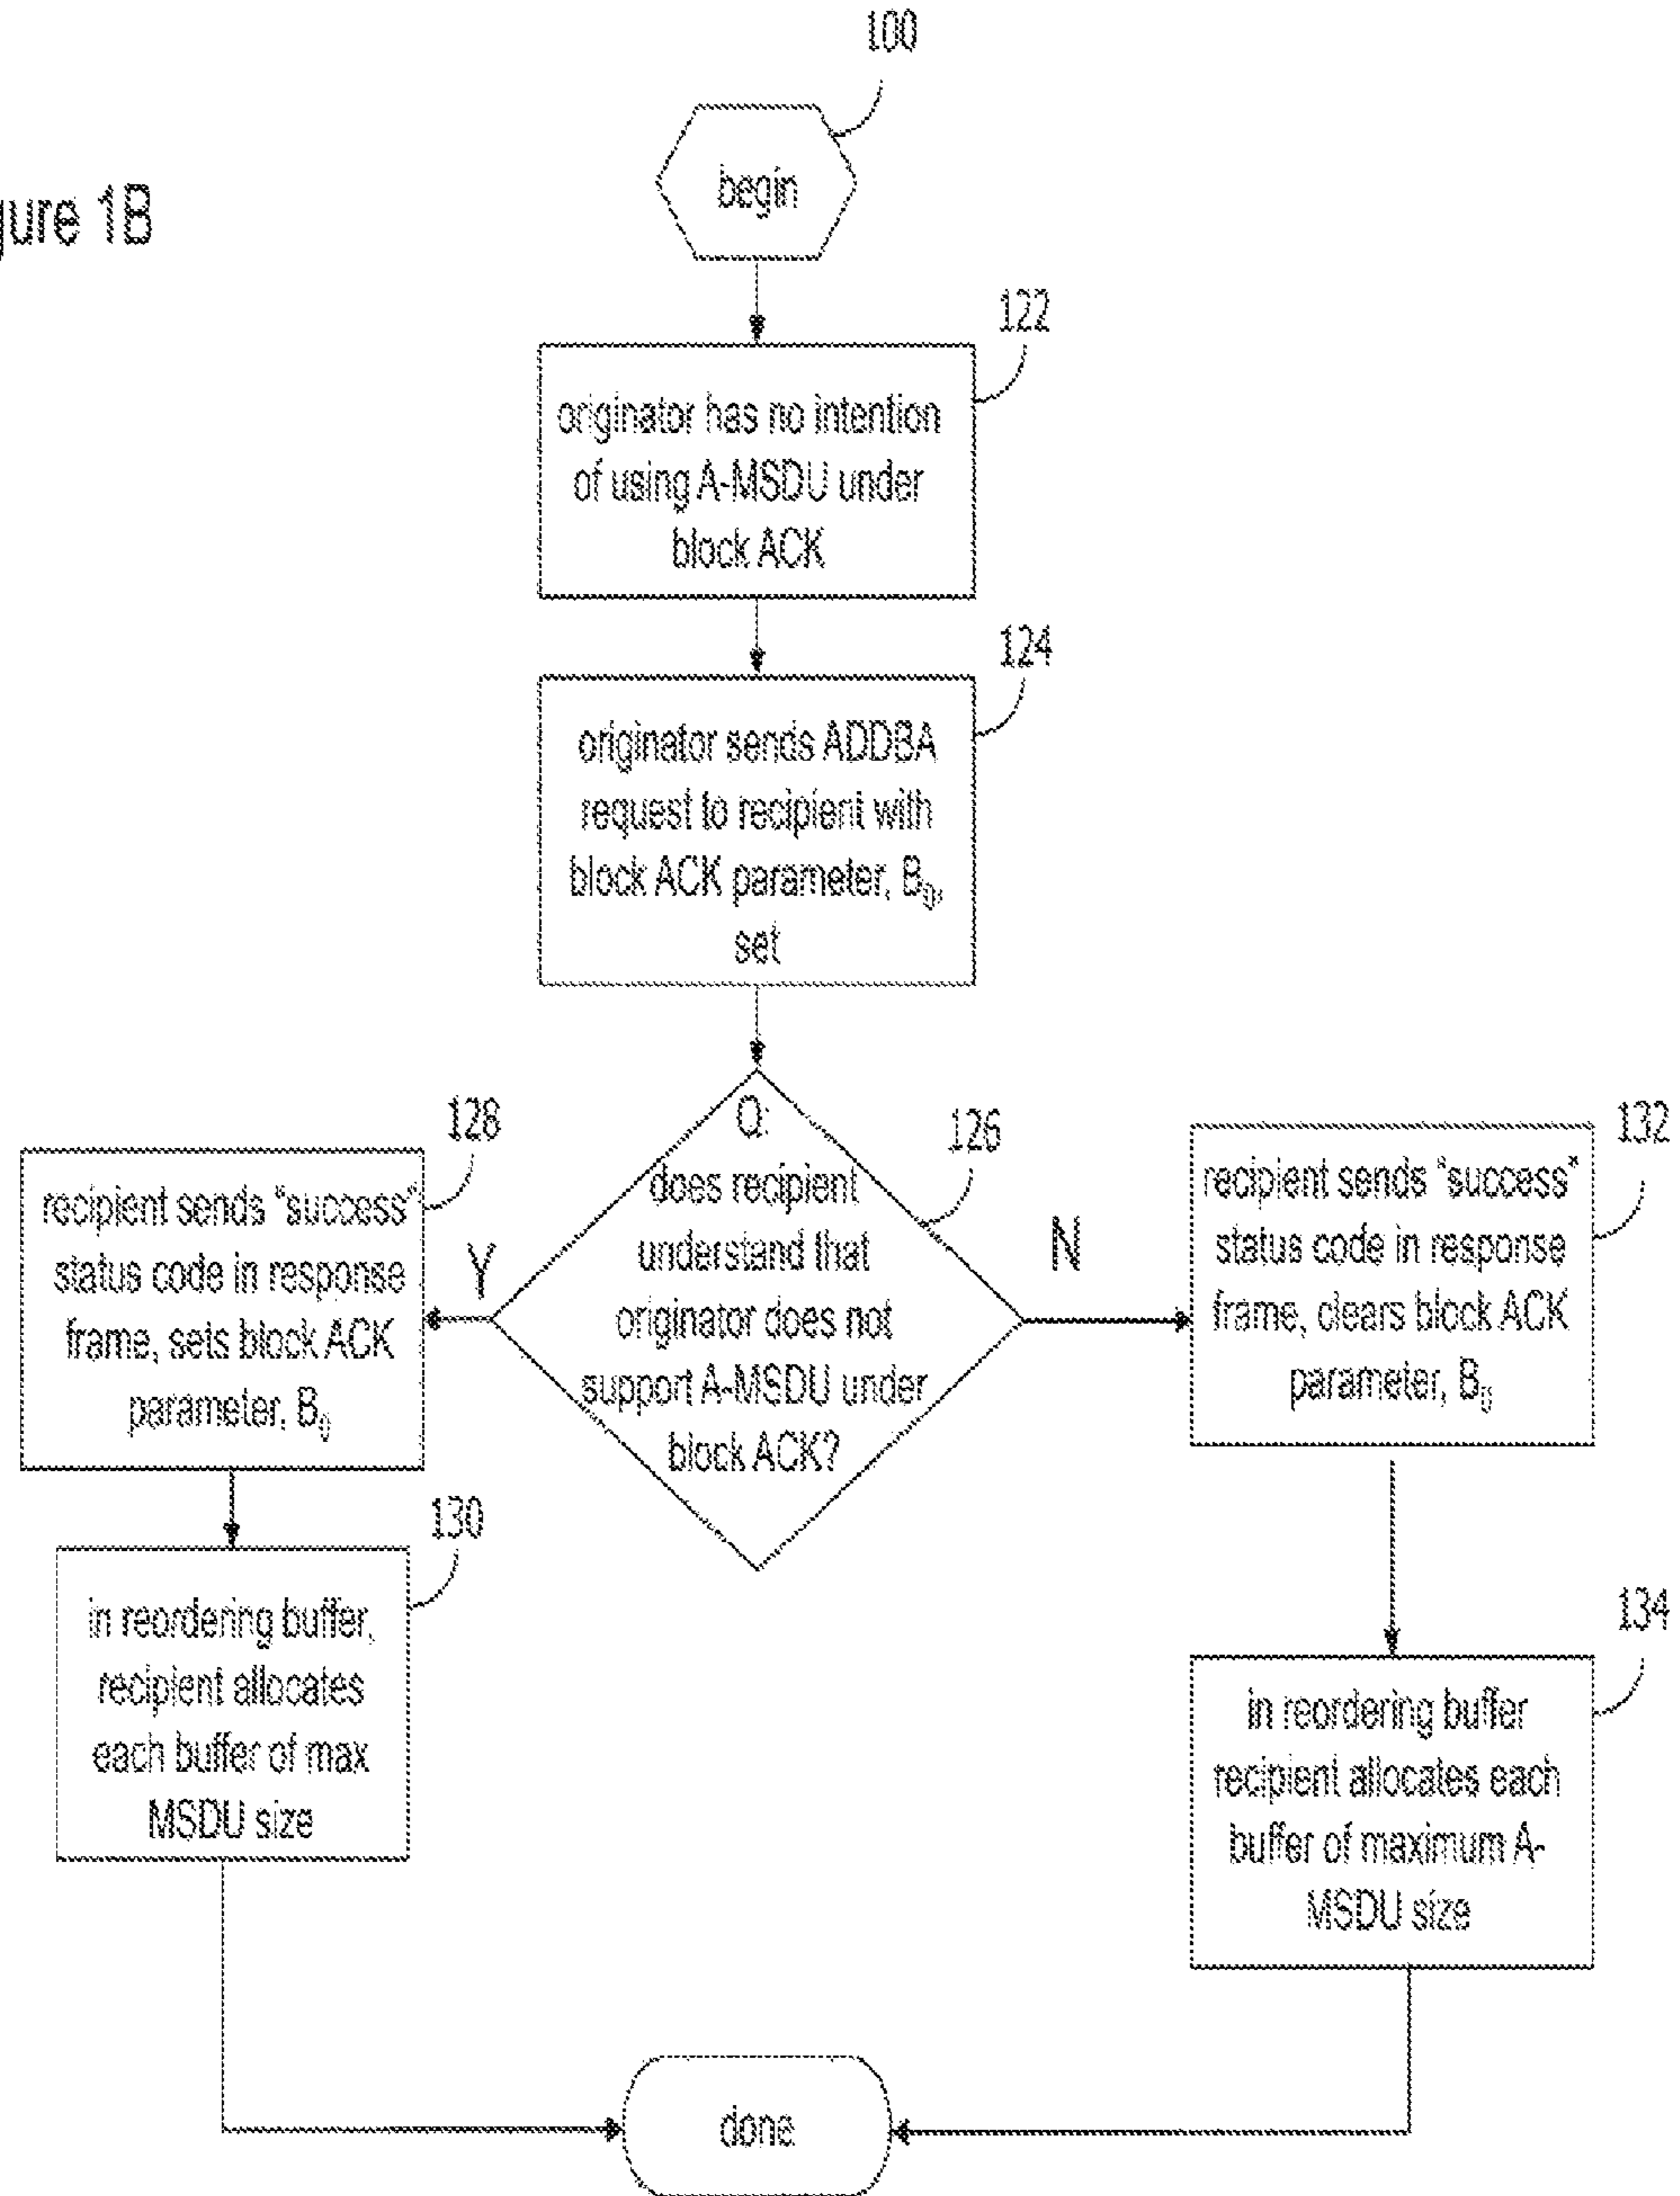 100
gure 1B
begin
122
originator has no intention
of using A-MSDU under
block ACK
124
originator sends ADDBA
request to recipient with
block ACK parameter, B₀,
set
128
recipient sends "success"
status code in response
frame, sets block ACK
parameter, B₀
Y
Q:
126
does recipient
understand that
originator does not
support A-MSDU under
block ACK?
N
132
recipient sends "success"
status code in response
frame, clears block ACK
parameter, B₀
130
in reordering buffer,
recipient allocates
each buffer of max
MSDU size
134
in reordering buffer
recipient allocates each
buffer of maximum A-
MSDU size
done